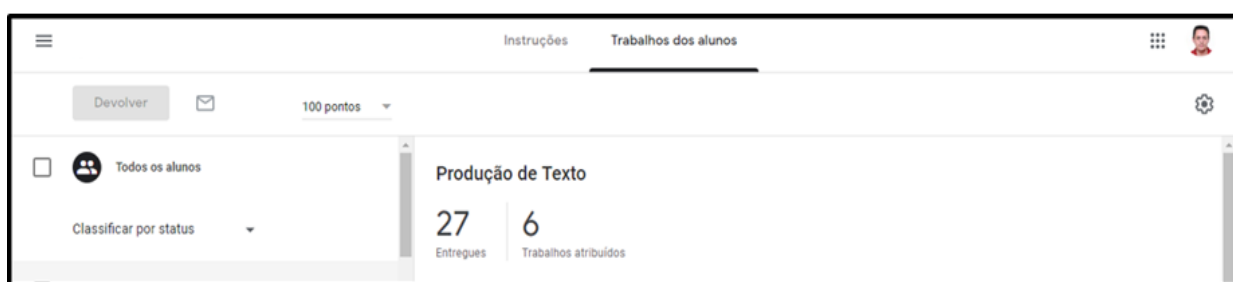 Instruções Trabalhos dos alunos
Devolver 100 pontos
Todos os alunos
Classificar por status
Produção de Texto
27 6
Entregues Trabalhos atribuídos